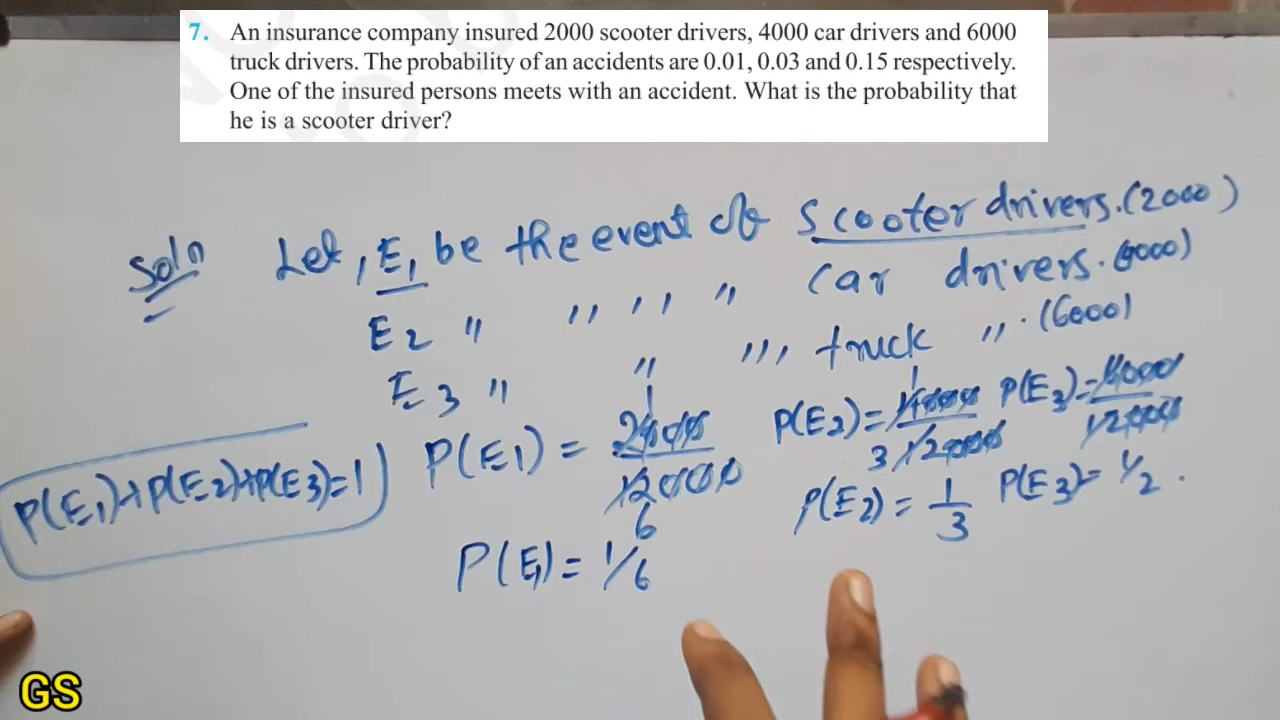 7. An insurance company insured 2000 scooter drivers, 4000 car drivers and 6000
truck drivers. The probability of an accidents are 0.01, 0.03 and 0.15 respectively.
One of the insured persons meets with an accident. What is the probability that
he is a scooter driver?
Soln Let, E1 be the event of Scooter drivers. (2000)
E2 " " " " car drivers. (4000)
E3 " " " " truck " . (6000)
P(E1) = 2000/12000 1 6 P(E2) = 4000/12000 1 3 P(E3) =
P(E1)+P(E2)+P(E3)=1
P(E2) = 1/3 P(E3) = 1/2 .
P(E1) = 1/6
GS